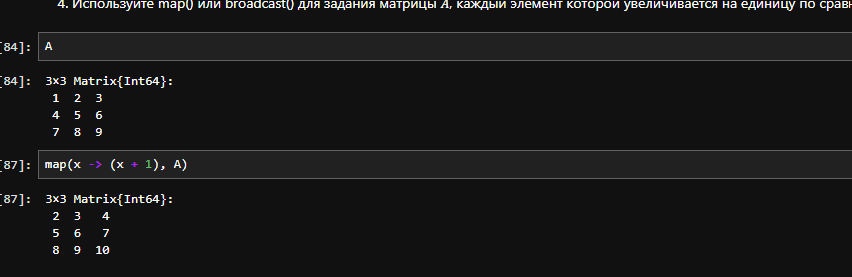 4. Используйте map() или broadcast() для задания матрицы A, каждый элемент которой увеличивается на единицу по
[84]: A
[84]: 3×3 Matrix{Int64}:
1 2 3
4 5 6
7 8 9
[87]: map(x -> (x + 1), A)
[87]: 3×3 Matrix{Int64}:
2 3 4
5 6 7
8 9 10